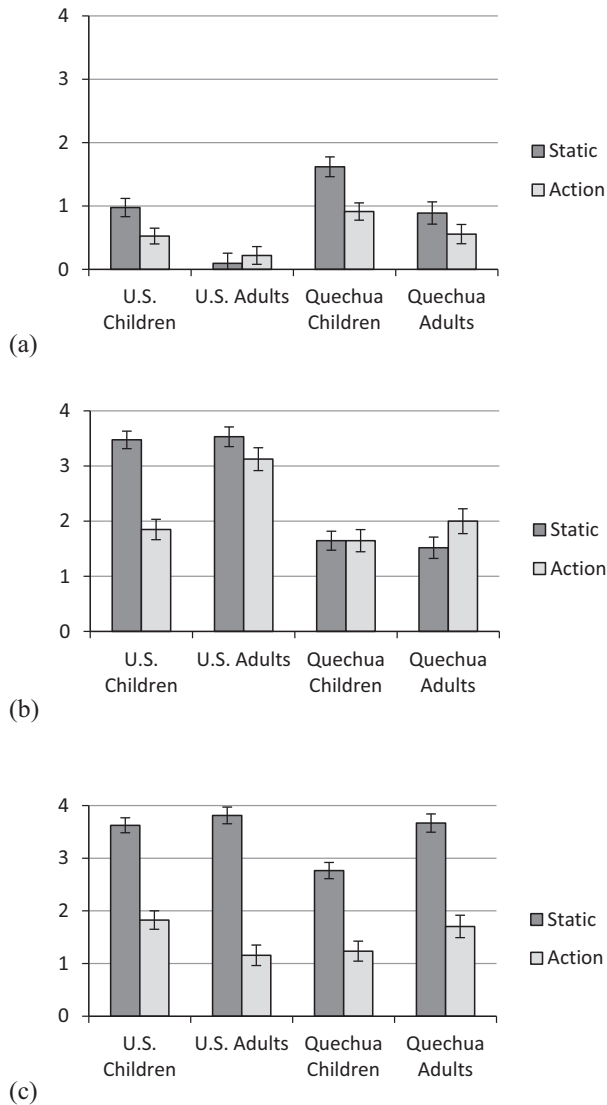 4
3
2
1
0
Static
Action
U.S. Children
U.S. Adults
Quechua Children
Quechua Adults
(a)
4
3
2
1
0
Static
Action
U.S. Children
U.S. Adults
Quechua Children
Quechua Adults
(b)
4
3
2
1
0
Static
Action
U.S. Children
U.S. Adults
Quechua Children
Quechua Adults
(c)